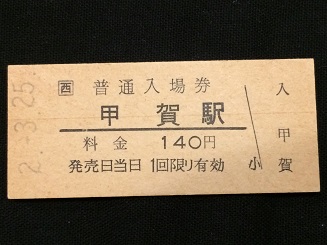 2.-3.25.
西 普通入場券
甲賀駅
料金 140円
発売日当日 1回限り有効
小
入
甲
賀